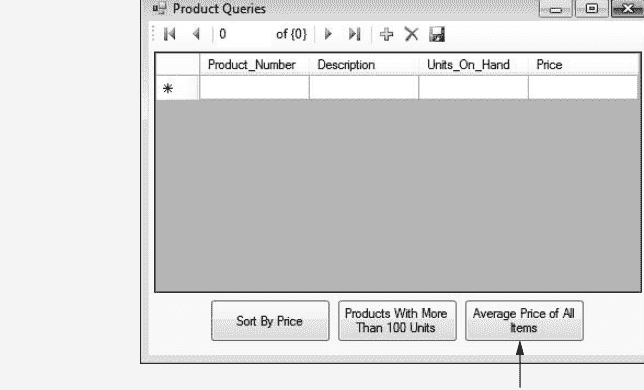 Product Queries
0 of {0}
Product_Number Description Units_On_Hand Price
Sort By Price
Products With More
Than 100 Units
Average Price of All
Items